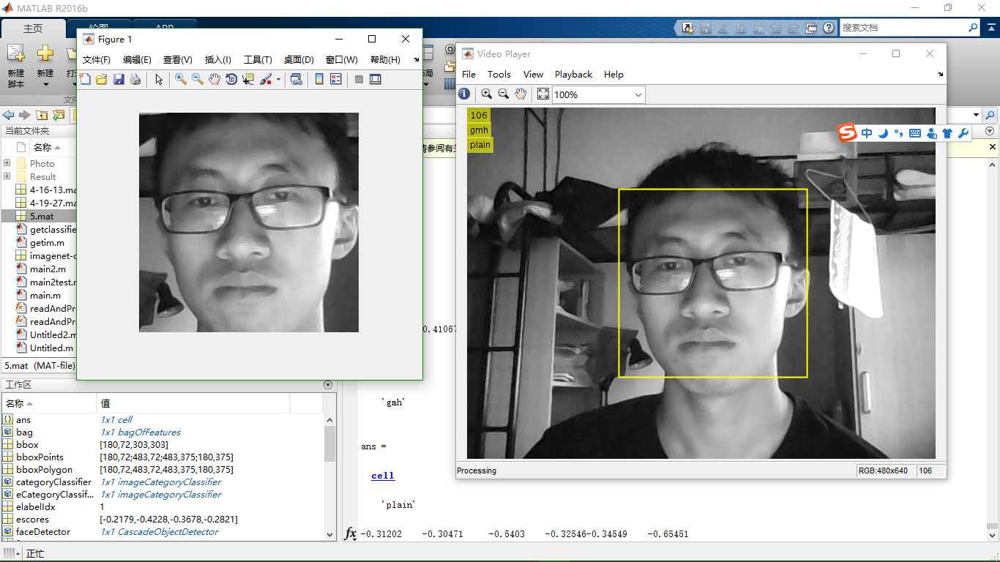 MATLAB R2016b
主页
绘图
APP
搜索文档
新建
脚本
新建
Figure 1
文件(F) 编辑(E) 查看(V) 插入(I) 工具(T) 桌面(D) 窗口(W) 帮助(H)
Video Player
File Tools View Playback Help
100%
106
gmh
plain
中
Processing
RGB:480x640
106
当前文件夹
名称
Photo
Result
4-16-13.ma
4-19-27.ma
5.mat
getclassifie
getim.m
main2.m
main2test.
main.m
readAndPr
readAndPr
Untitled2.m
Untitled.m
5.mat (MAT-file)
工作区
名称 值
ans 1x1 cell
bag 1x1 bagOfFeatures
bbox [180,72,303,303]
bboxPoints [180,72;483,72;483,375;180,375]
bboxPolygon [180,72,483,72,483,375,180,375]
categoryClassifier 1x1 imageCategoryClassifier
eCategoryClassif... 1x1 imageCategoryClassifier
elabelIdx 1
escores [-0.2179,-0.4228,-0.3678,-0.2821]
faceDetector 1x1 CascadeObjectDetector
请参阅有关
0.41067
'gmh'
ans =
cell
'plain'
fx -0.31202 -0.30471 -0.5403 -0.32546-0.34549 -0.65451
正忙